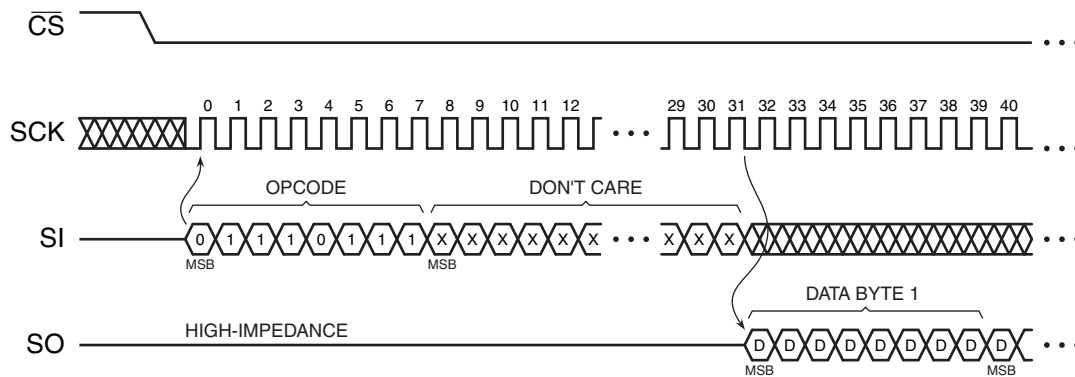 CS
0 1 2 3 4 5 6 7 8 9 10 11 12 29 30 31 32 33 34 35 36 37 38 39 40
SCK
OPCODE DON'T CARE
SI 0 1 1 1 0 1 1 1 X X X X X X X X X
MSB MSB
DATA BYTE 1
HIGH-IMPEDANCE
SO D D D D D D D D D
MSB MSB